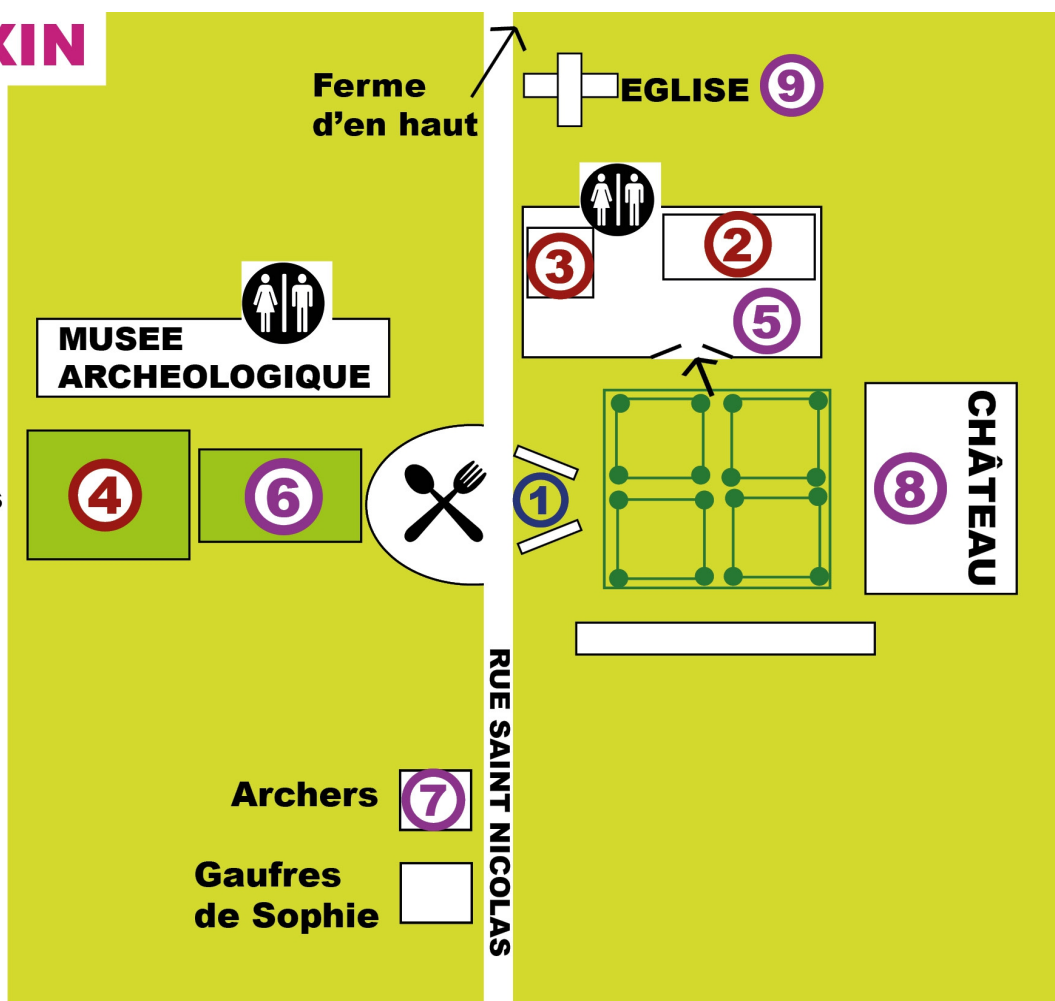 XIN
Ferme
d'en haut
EGLISE 9
3
2
5
MUSEE
ARCHEOLOGIQUE
4
6
1
8
CHÂTEAU
RUE SAINT NICOLAS
Archers 7
Gaufres
de Sophie